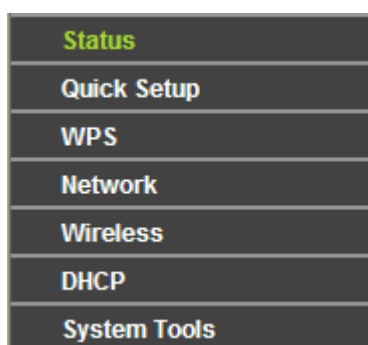 Status
Quick Setup
WPS
Network
Wireless
DHCP
System Tools